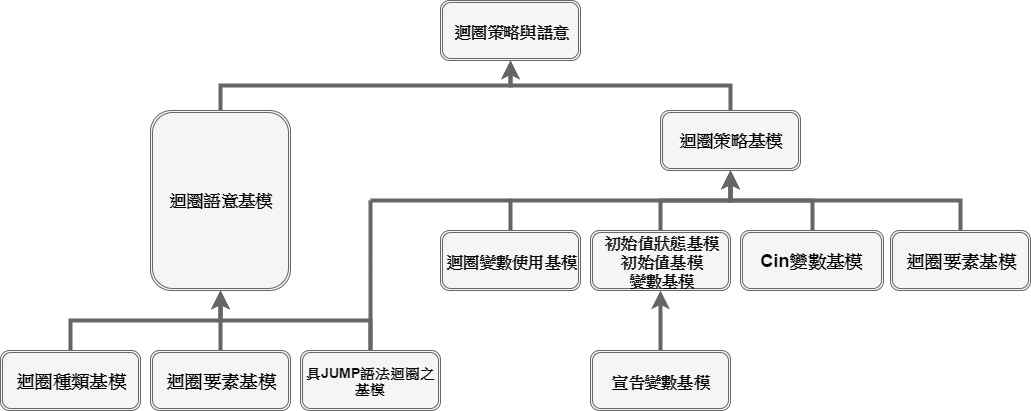 迴圈策略與語意
迴圈語意基模
迴圈策略基模
迴圈變數使用基模
初始值狀態基模
初始值基模
變數基模
Cin變數基模
迴圈要素基模
迴圈種類基模
迴圈要素基模
具JUMP語法迴圈之
基模
宣告變數基模